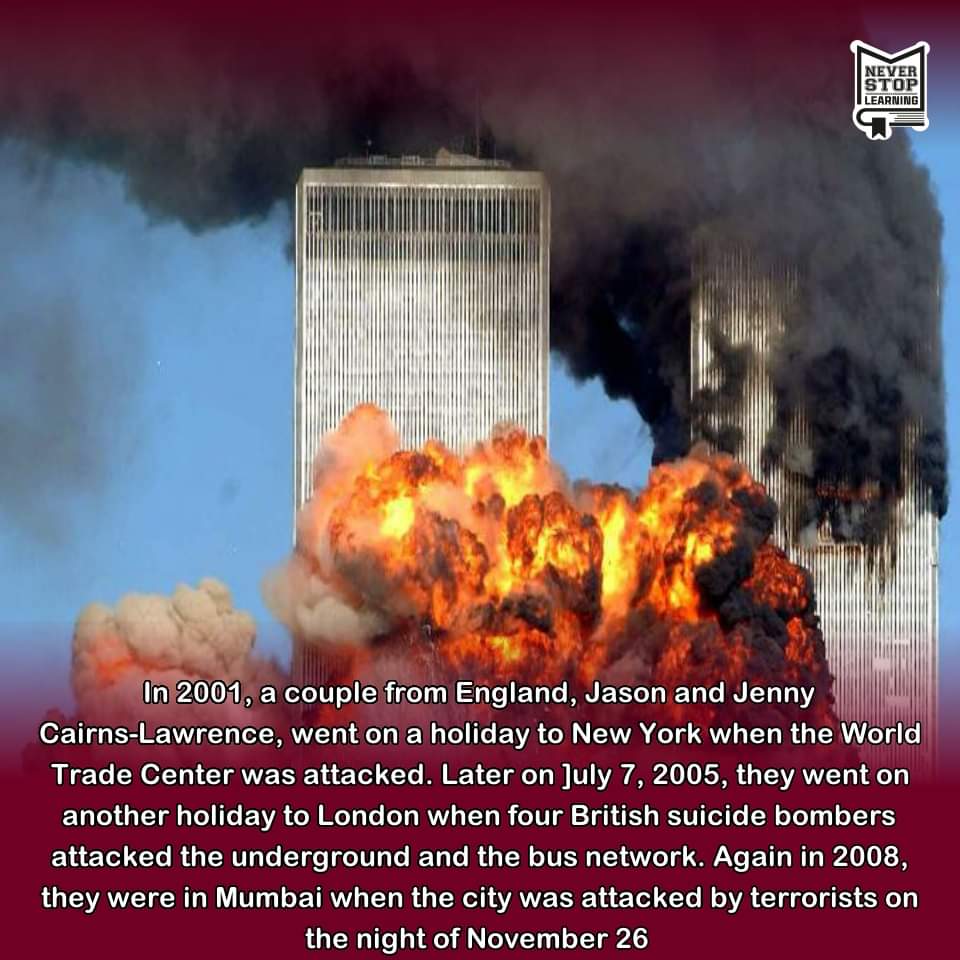 NEVER
STOP
LEARNING
In 2001, a couple from England, Jason and Jenny
Cairns-Lawrence, went on a holiday to New York when the World
Trade Center was attacked. Later on ]uly 7, 2005, they went on
another holiday to London when four British suicide bombers
attacked the underground and the bus network. Again in 2008,
they were in Mumbai when the city was attacked by terrorists on
the night of November 26